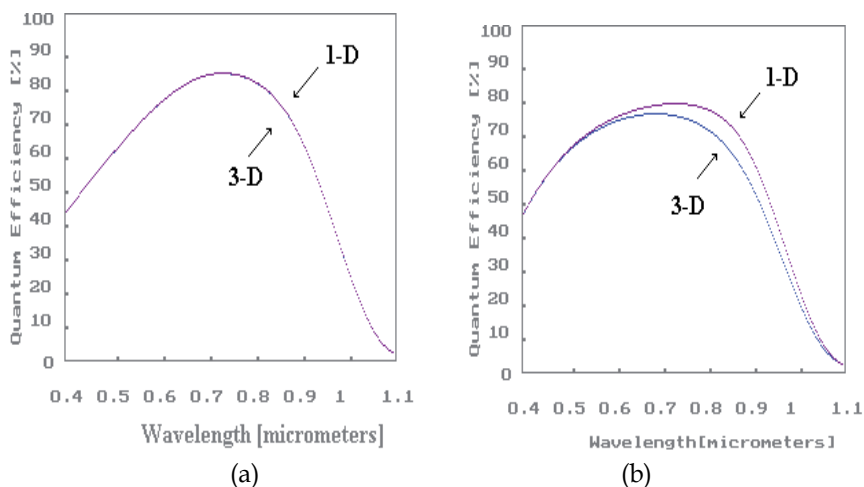 100
90
80
70
60
50
40
30
20
10
0
Quantum Efficiency [%]
1-D
3-D
0.4 0.5 0.6 0.7 0.8 0.9 1 1.1
Wavelength [micrometers]
(a)
100
90
80
70
60
50
40
30
20
10
0
Quantum Efficiency [%]
1-D
3-D
0.4 0.5 0.6 0.7 0.8 0.9 1 1.1
Wavelength[micrometers]
(b)